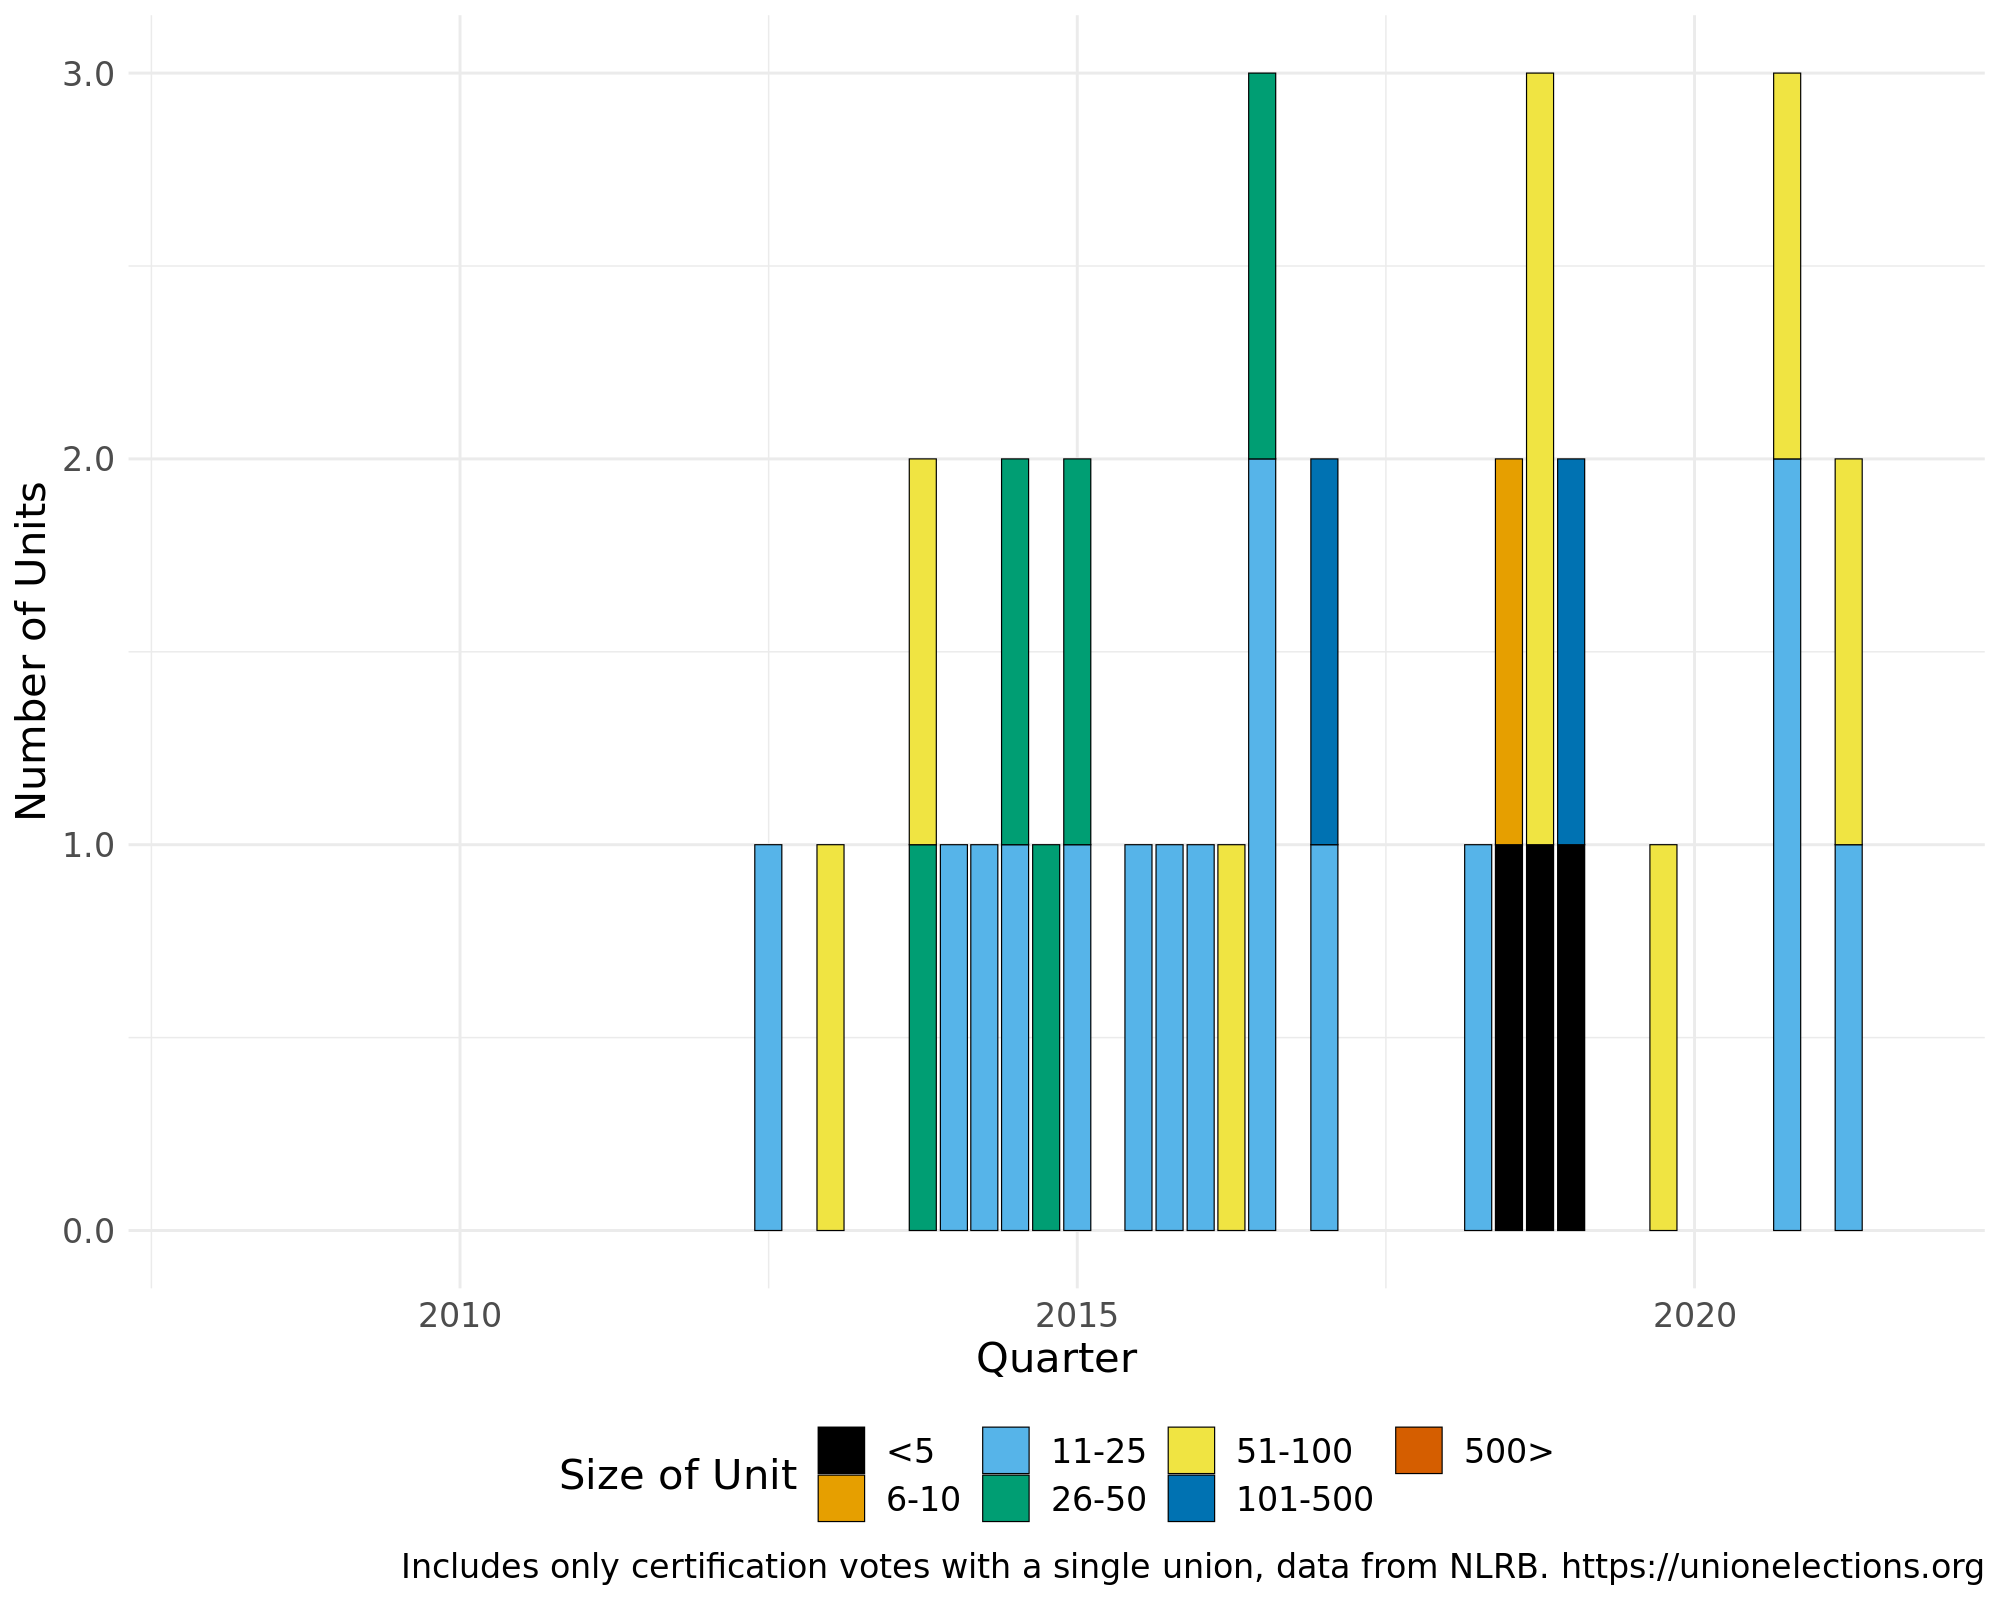 3.0
2.0
1.0
0.0
Number of Units
2010 2015 2020
Quarter
Size of Unit
<5 11-25 51-100 500>
6-10 26-50 101-500
Includes only certification votes with a single union, data from NLRB. https://unionelections.org